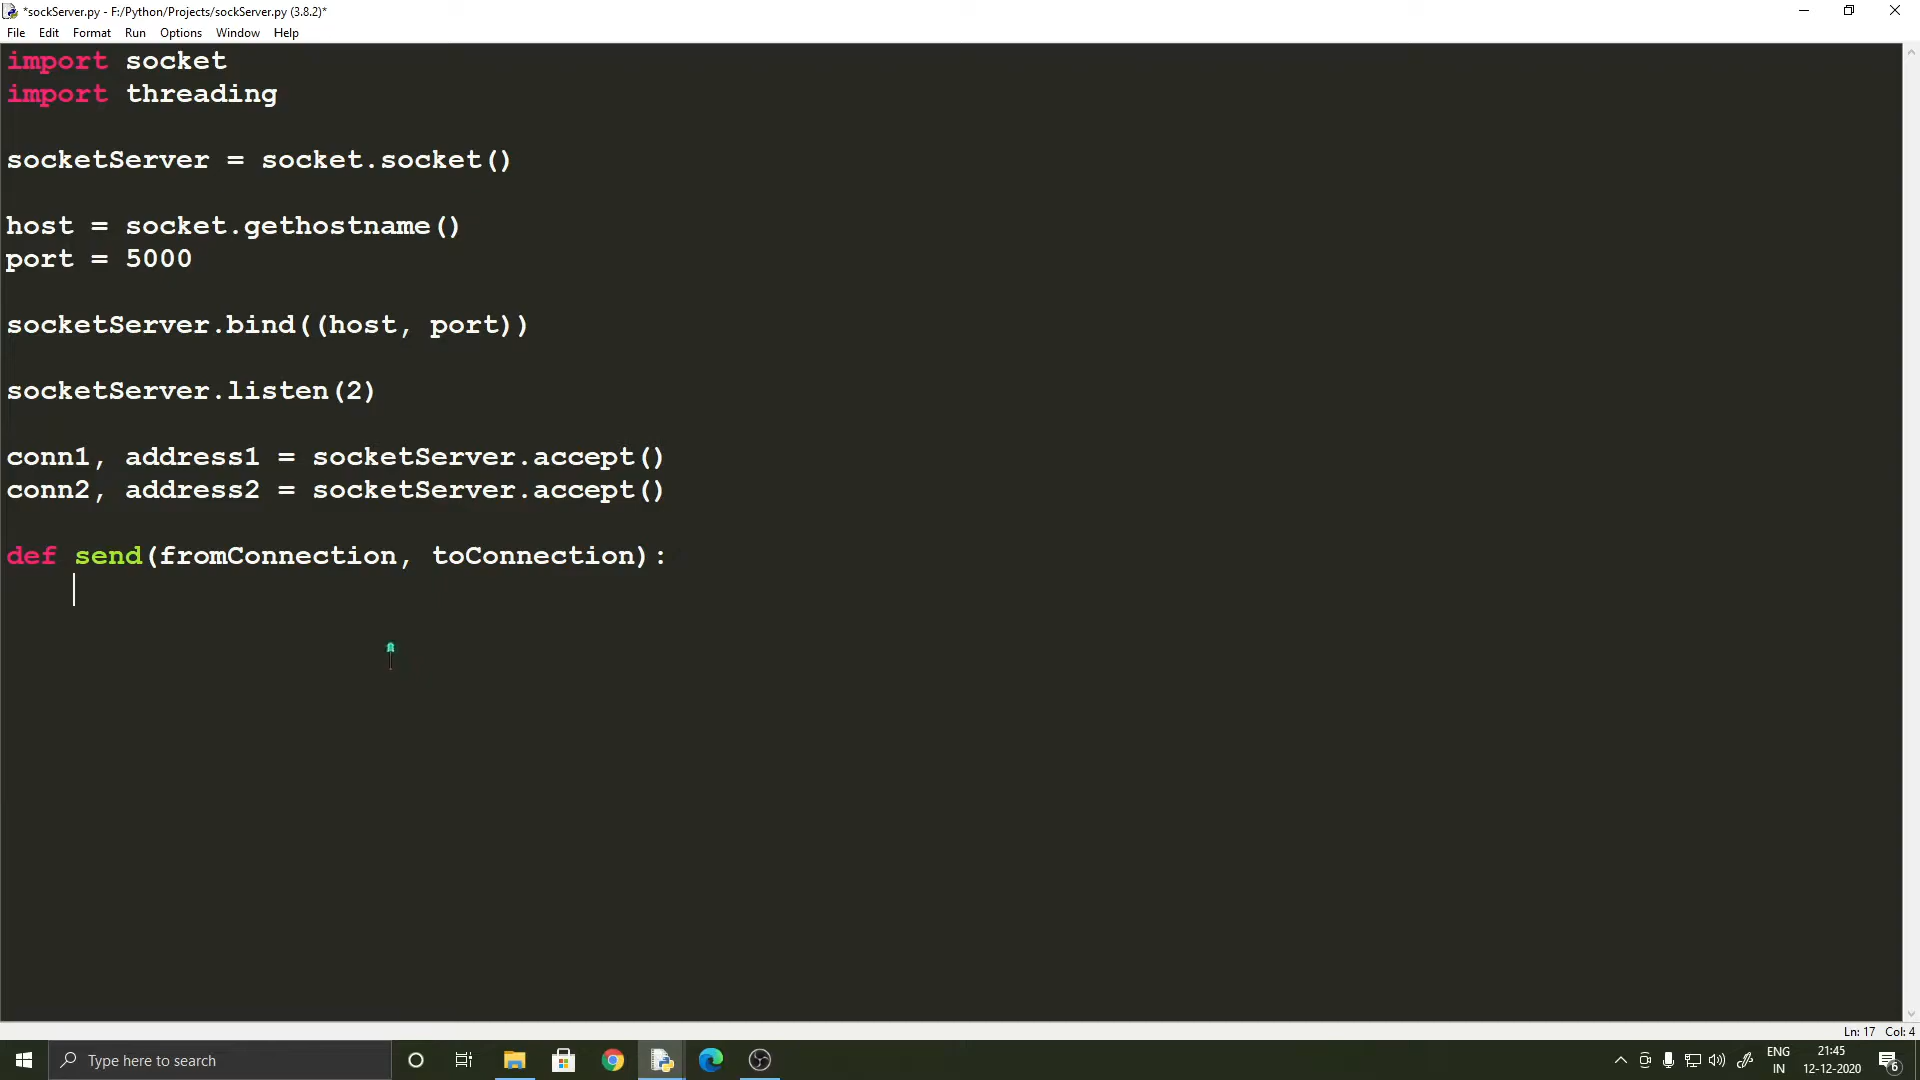 *sockServer.py - F:/Python/Projects/sockServer.py (3.8.2)*
File Edit Format Run Options Window Help
import socket
import threading
socketServer = socket.socket()
host = socket.gethostname()
port = 5000
socketServer.bind((host, port))
socketServer.listen(2)
conn1, address1 = socketServer.accept()
conn2, address2 = socketServer.accept()
def send(fromConnection, toConnection):
Ln: 17 Col: 4
Type here to search
ENG
IN
21:45
12-12-2020
6